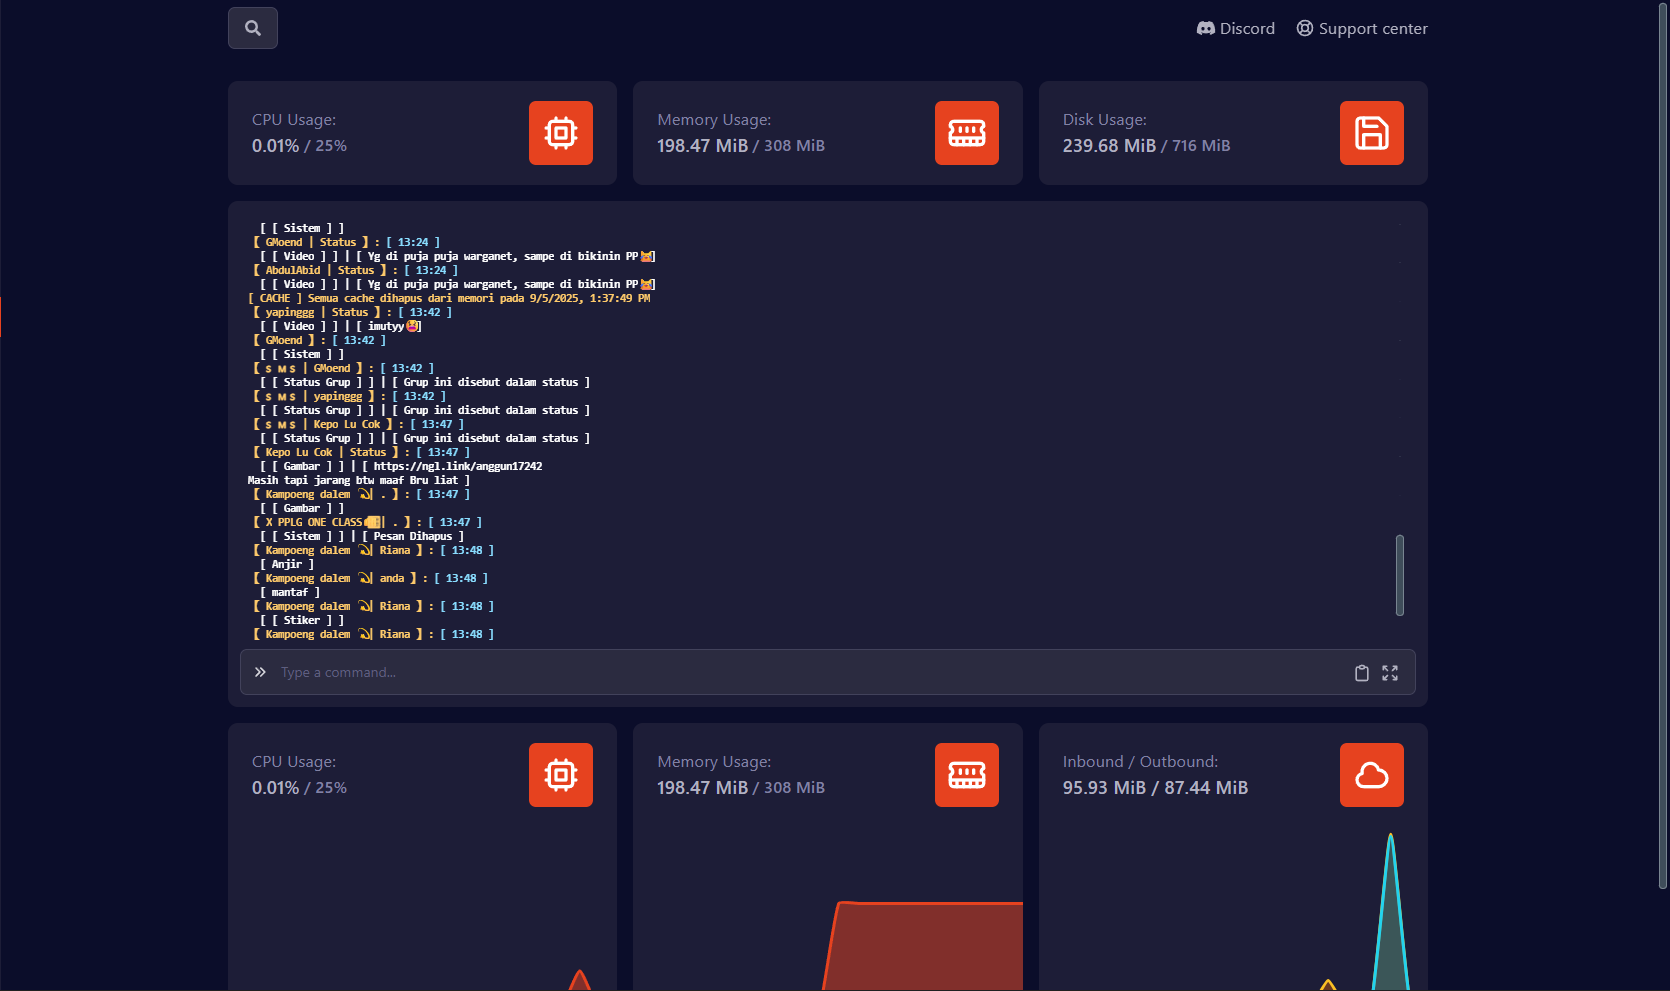 Discord
Support center
CPU Usage:
0.01% / 25%
Memory Usage:
198.47 MiB / 308 MiB
Disk Usage:
239.68 MiB / 716 MiB
[ [ Sistem ] ]
【 GMoend | Status 】: [ 13:24 ]
[ [ Video ] ] | [ Yg di puja puja warganet, sampe di bikinin PP😹]
【 AbdulAbid | Status 】: [ 13:24 ]
[ [ Video ] ] | [ Yg di puja puja warganet, sampe di bikinin PP😹]
[ CACHE ] Semua cache dihapus dari memori pada 9/5/2025, 1:37:49 PM
【 yapinggg | Status 】: [ 13:42 ]
[ [ Video ] ] | [ imutyy]
【 GMoend 】: [ 13:42 ]
[ [ Sistem ] ]
【 s ᴍ s | GMoend 】: [ 13:42 ]
[ [ Status Grup ] ] | [ Grup ini disebut dalam status ]
【 s ᴍ s | yapinggg 】: [ 13:42 ]
[ [ Status Grup ] ] | [ Grup ini disebut dalam status ]
【 s ᴍ s | Kepo Lu Cok 】: [ 13:47 ]
[ [ Status Grup ] ] | [ Grup ini disebut dalam status ]
【 Kepo Lu Cok | Status 】: [ 13:47 ]
[ [ Gambar ] ] | [ https://ngl.link/anggun17242
Masih tapi jarang btw maaf Bru liat ]
【 Kampoeng dalem 💫| . 】: [ 13:47 ]
[ [ Gambar ] ]
【 X PPLG ONE CLASS| . 】: [ 13:47 ]
[ [ Sistem ] ] | [ Pesan Dihapus ]
【 Kampoeng dalem 💫| Riana 】: [ 13:48 ]
[ Anjir ]
【 Kampoeng dalem 💫| anda 】: [ 13:48 ]
[ mantaf ]
【 Kampoeng dalem 💫| Riana 】: [ 13:48 ]
[ [ Stiker ] ]
【 Kampoeng dalem 💫| Riana 】: [ 13:48 ]
Type a command...
CPU Usage:
0.01% / 25%
Memory Usage:
198.47 MiB / 308 MiB
Inbound / Outbound:
95.93 MiB / 87.44 MiB